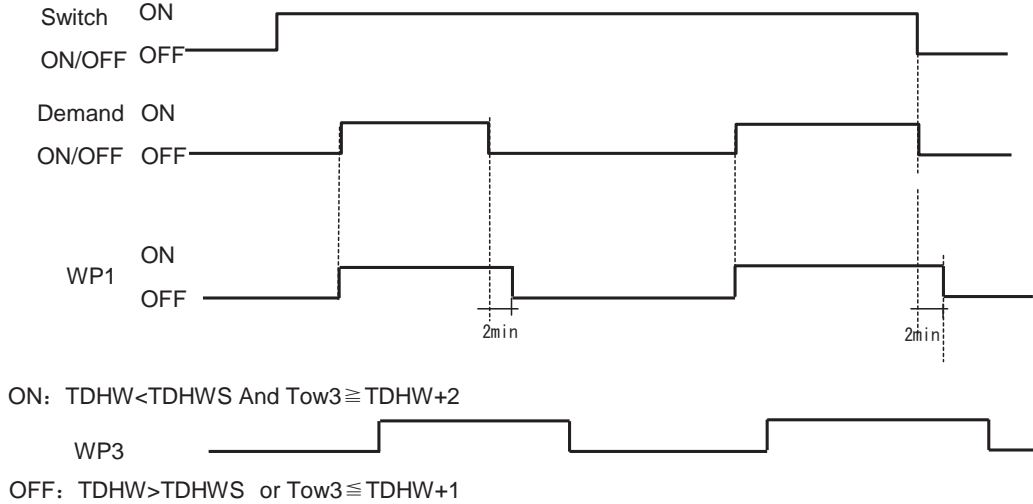 Switch ON
ON/OFF OFF
Demand ON
ON/OFF OFF
ON
WP1
OFF
2min 2min
ON：TDHW<TDHWS And Tow3≧TDHW+2
WP3
OFF：TDHW>TDHWS or Tow3≦TDHW+1